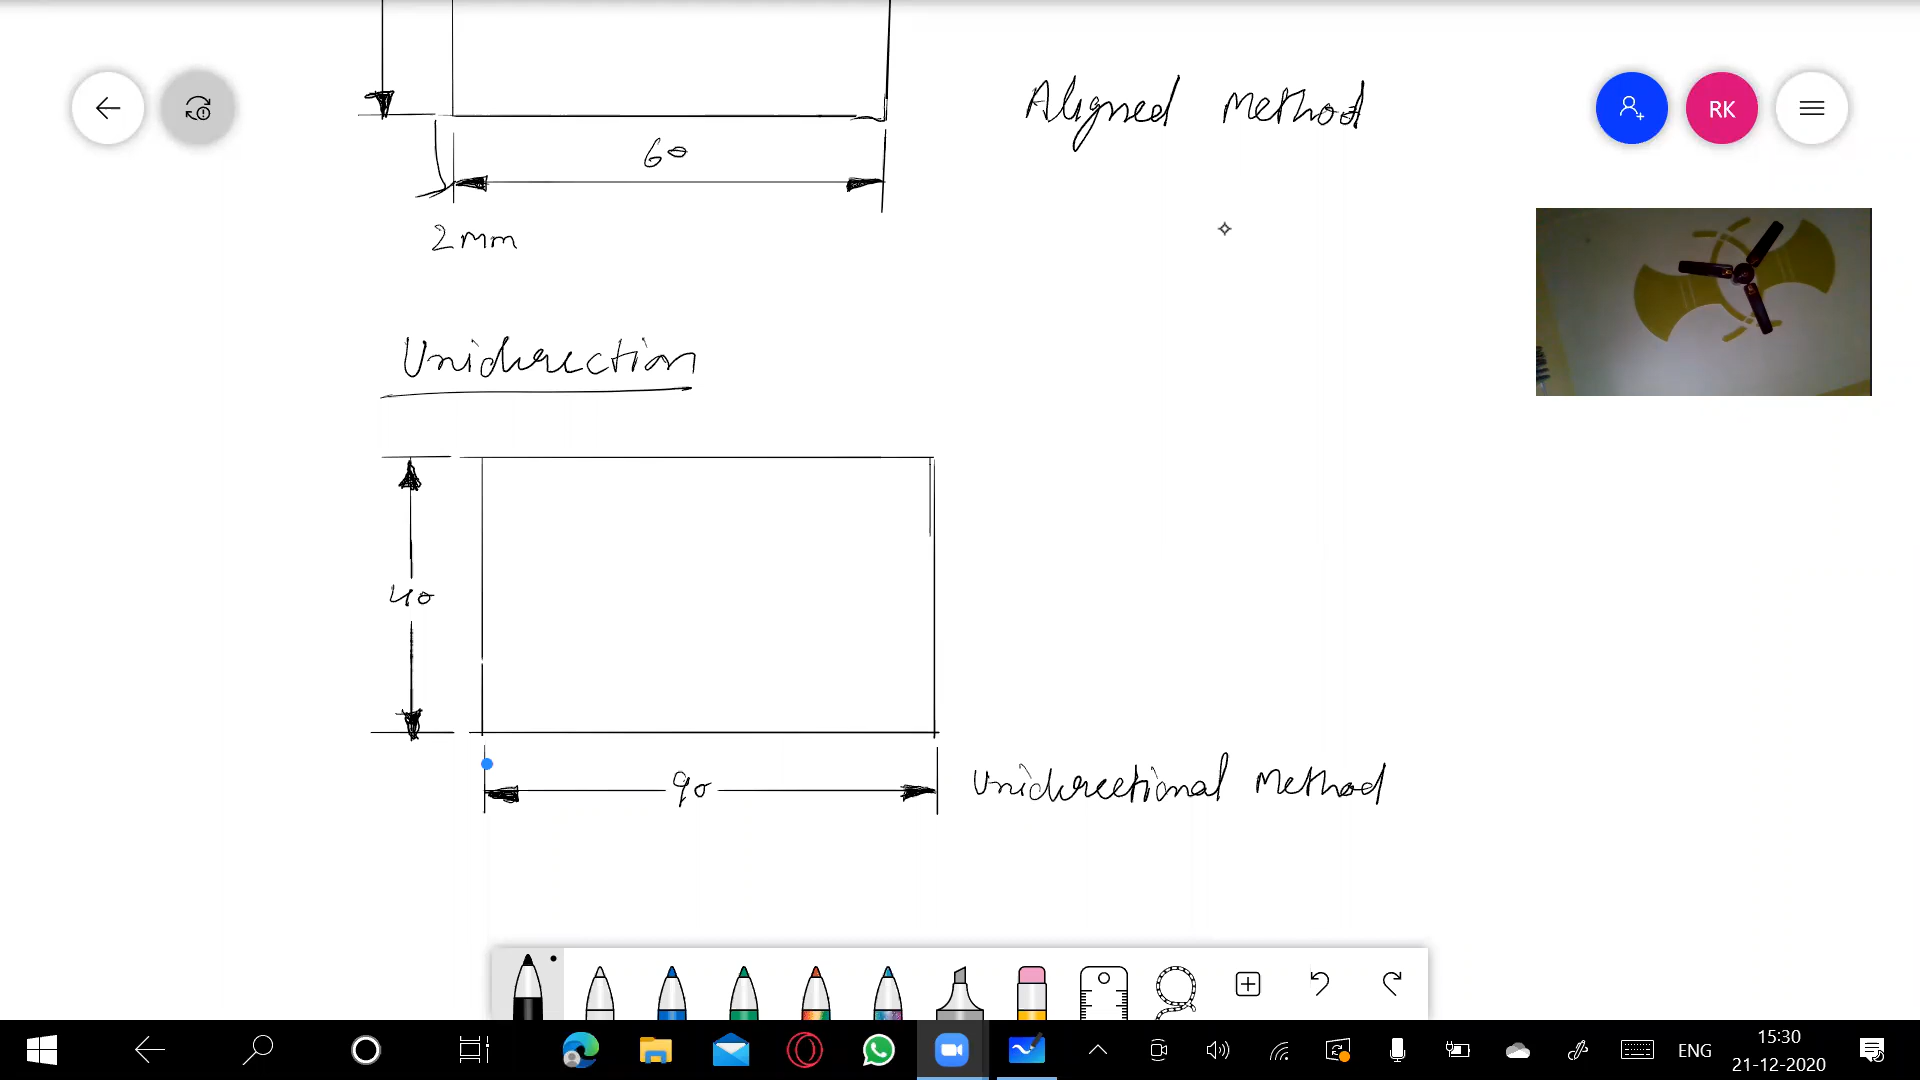 Aligned Method
RK
60
2mm
Unidirection
40
90
Unidirectional Method
ENG
15:30
21-12-2020